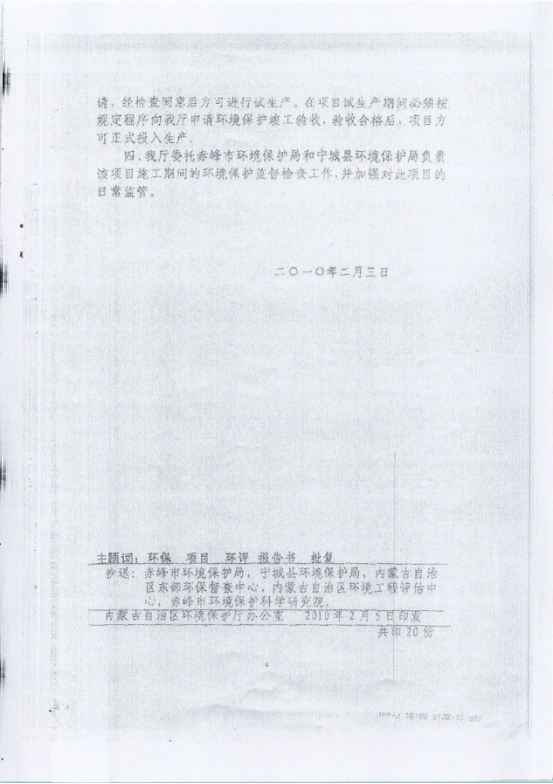 请，经检查同意后方可进行试生产。在项目试生产期间必须按
规定程序向我厅申请环境保护竣工验收，验收合格后，项目方
可正式投入生产。
四、我厅委托赤峰市环境保护局和宁城县环境保护局负责
该项目施工期间的环境保护监督检查工作，并加强对此项目的
日常监管。
二〇一〇年二月三日
主题词：环保 项目 环评 报告书 批复
抄送：赤峰市环境保护局，宁城县环境保护局，内蒙古自治
区东部环保督查中心，内蒙古自治区环境工程评估中
心，赤峰市环境保护科学研究院。
内蒙古自治区环境保护厅办公室 2010年2月5日印发
共印20份